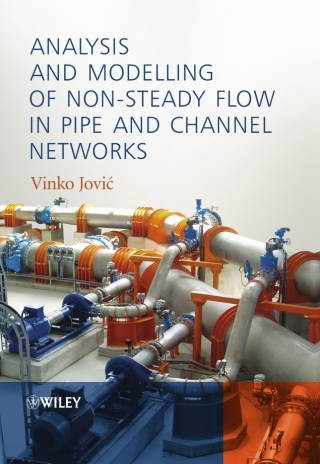 ANALYSIS
AND MODELLING
OF NON-STEADY FLOW
IN PIPE AND CHANNEL
NETWORKS
Vinko Jović
WILEY